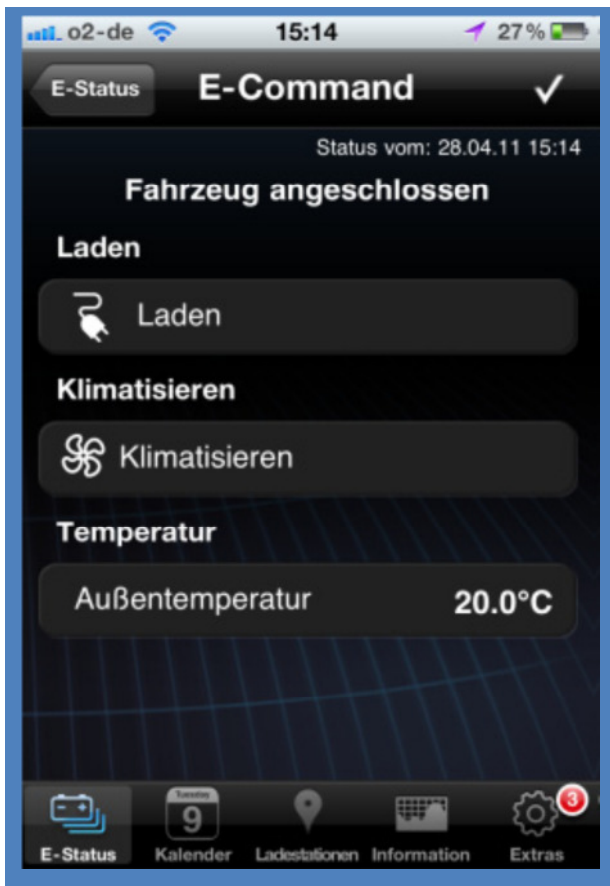 o2-de 15:14 27%
E-Status E-Command
Status vom: 28.04.11 15:14
Fahrzeug angeschlossen
Laden
Laden
Klimatisieren
Klimatisieren
Temperatur
Außentemperatur 20.0°C
Tuesday
9
3
E-Status Kalender Ladestationen Information Extras